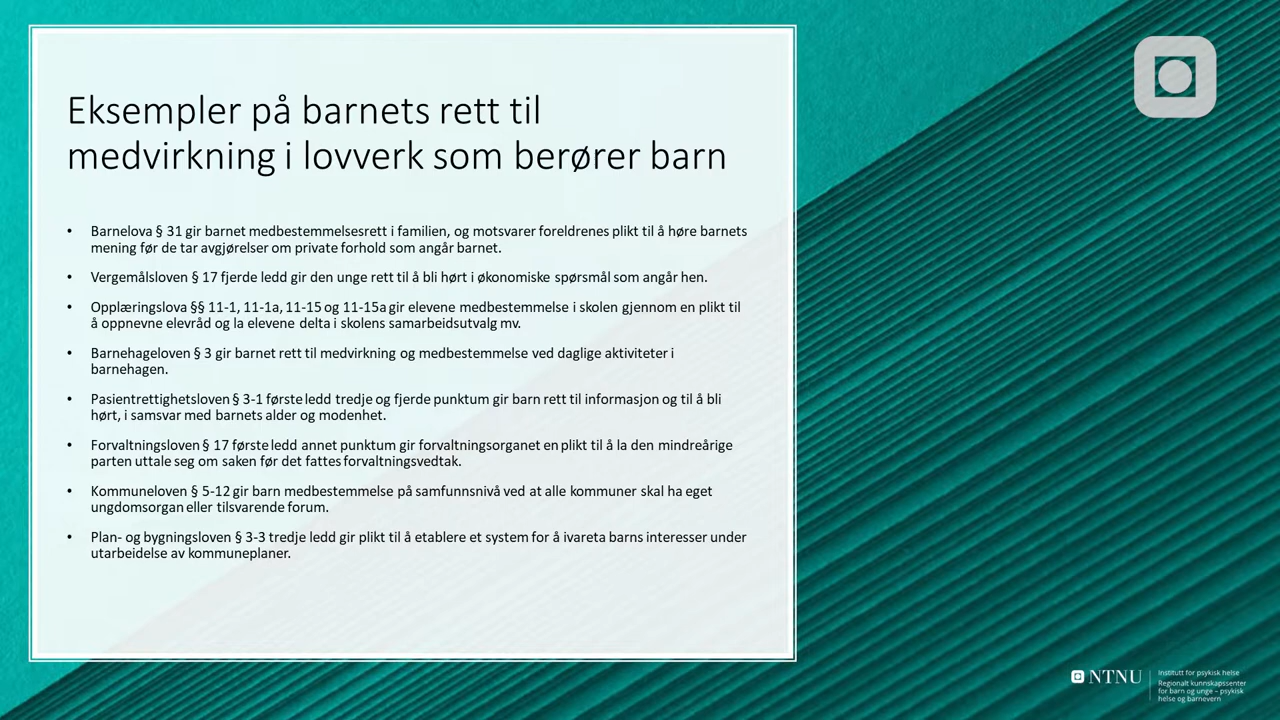 Eksempler på barnets rett til
medvirkning i lovverk som berører barn
• Barnelova § 31 gir barnet medbestemmelsesrett i familien, og motsvarer foreldrenes plikt til å høre barnets
mening før de tar avgjørelser om private forhold som angår barnet.
• Vergemålsloven § 17 fjerde ledd gir den unge rett til å bli hørt i økonomiske spørsmål som angår hen.
• Opplæringslova §§ 11-1, 11-1a, 11-15 og 11-15a gir elevene medbestemmelse i skolen gjennom en plikt til
å oppnevne elevråd og la elevene delta i skolens samarbeidsutvalg mv.
• Barnehageloven § 3 gir barnet rett til medvirkning og medbestemmelse ved daglige aktiviteter i
barnehagen.
• Pasientrettighetsloven § 3-1 første ledd tredje og fjerde punktum gir barn rett til informasjon og til å bli
hørt, i samsvar med barnets alder og modenhet.
• Forvaltningsloven § 17 første ledd annet punktum gir forvaltningsorganet en plikt til å la den mindreårige
parten uttale seg om saken før det fattes forvaltningsvedtak.
• Kommuneloven § 5-12 gir barn medbestemmelse på samfunnsnivå ved at alle kommuner skal ha eget
ungdomsorgan eller tilsvarende forum.
• Plan- og bygningsloven § 3-3 tredje ledd gir plikt til å etablere et system for å ivareta barns interesser under
utarbeidelse av kommuneplaner.
NTNU
Institutt for psykisk helse
Regionalt kunnskapssenter
for barn og unge – psykisk
helse og barnevern